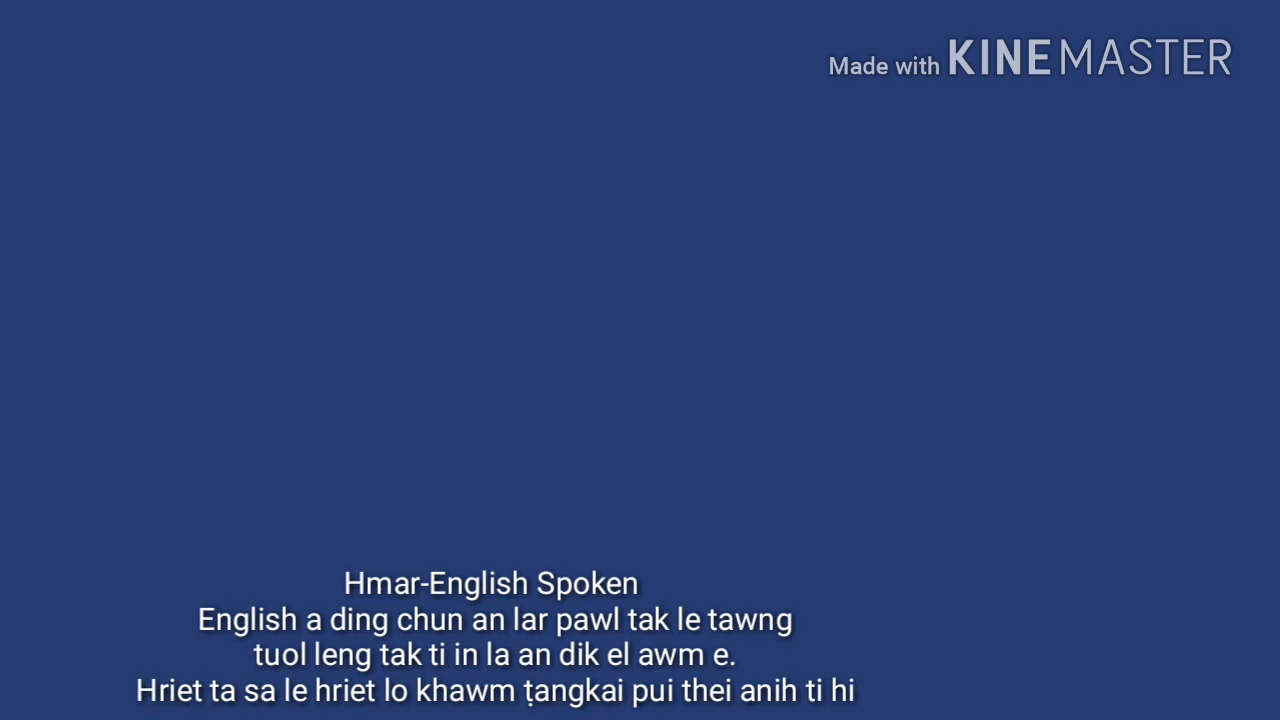 Made with KINEMASTER
Hmar-English Spoken
English a ding chun an lar pawl tak le tawng
tuol leng tak ti in la an dik el awm e.
Hriet ta sa le hriet lo khawm ṭangkai pui thei anih ti hi